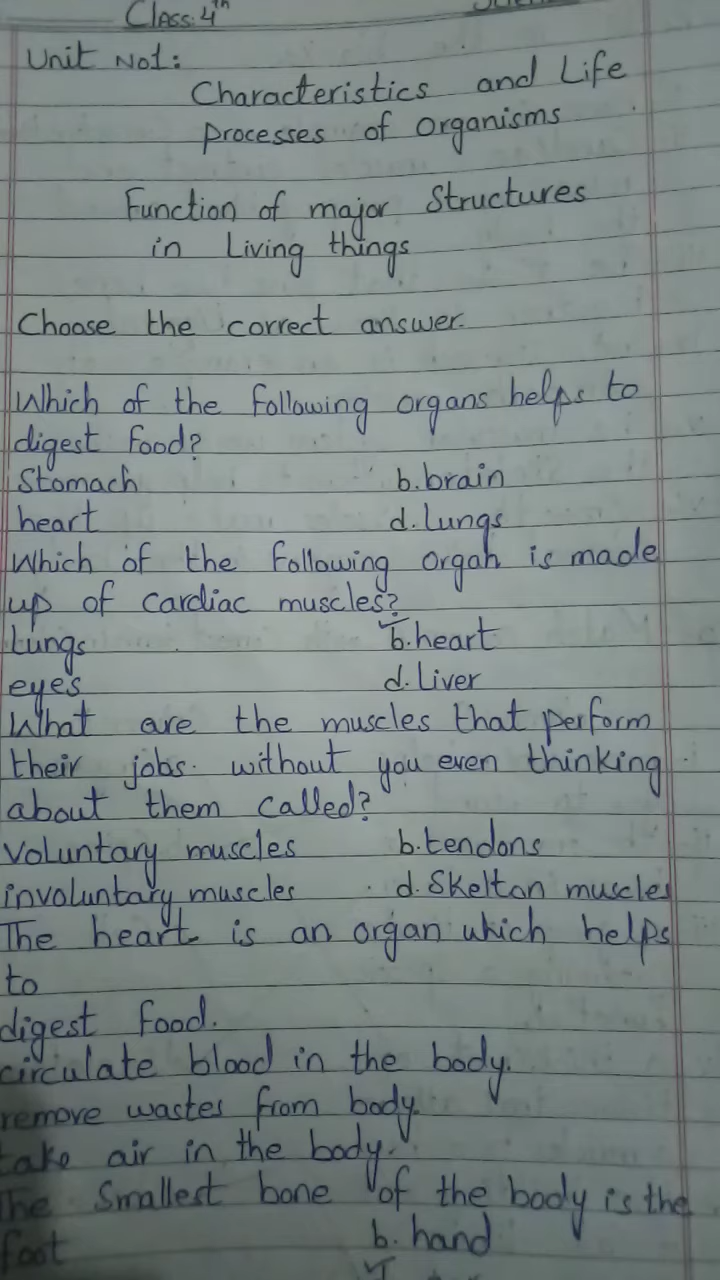 Class: 4th
Unit No1:
Characteristics and Life
Processes of Organisms
Function of major Structures
in Living things
Choose the correct answer.
Which of the following organs helps to
digest food?
Stomach b. brain
heart d. Lungs
Which of the following organ is made
up of cardiac muscles?
Lungs b. heart
eyes d. Liver
What are the muscles that perform
their jobs. without you even thinking
about them called?
Voluntary muscles b. tendons
involuntary muscles d. Skelton muscles
The heart is an organ which helps
to
digest food.
circulate blood in the body.
remove wastes from body.
take air in the body.
The Smallest bone of the body is the
foot b. hand